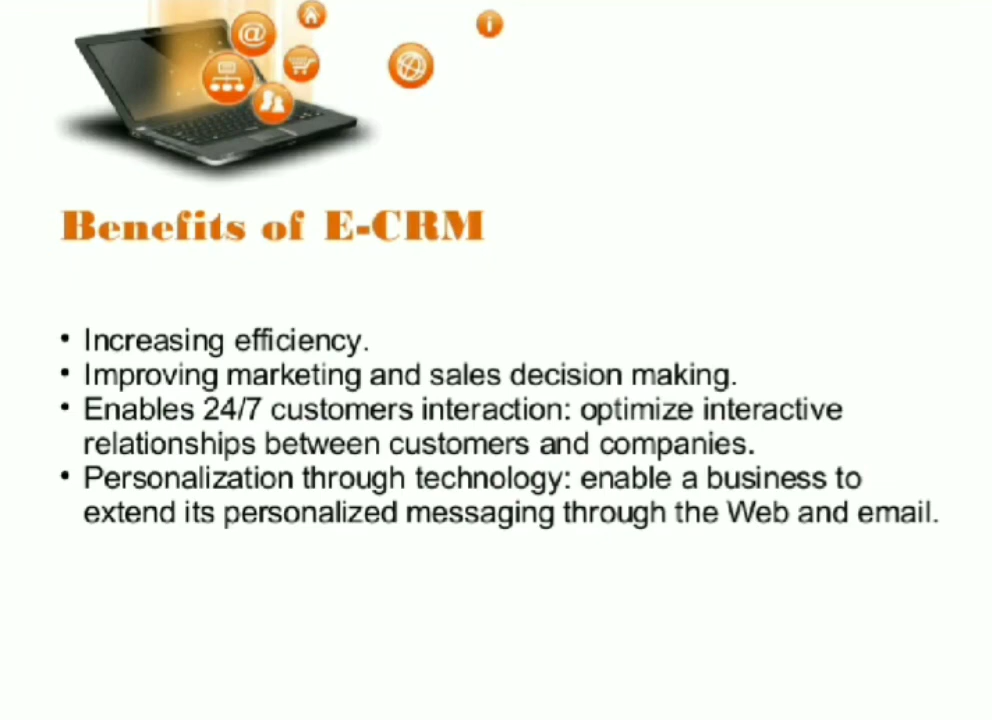 Benefits of E-CRM
• Increasing efficiency.
• Improving marketing and sales decision making.
• Enables 24/7 customers interaction: optimize interactive
relationships between customers and companies.
• Personalization through technology: enable a business to
extend its personalized messaging through the Web and email.